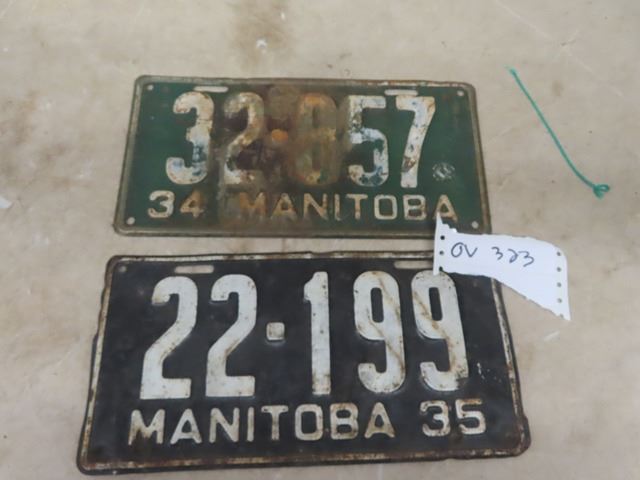 32·857
34 MANITOBA
OV 323
22·199
MANITOBA 35